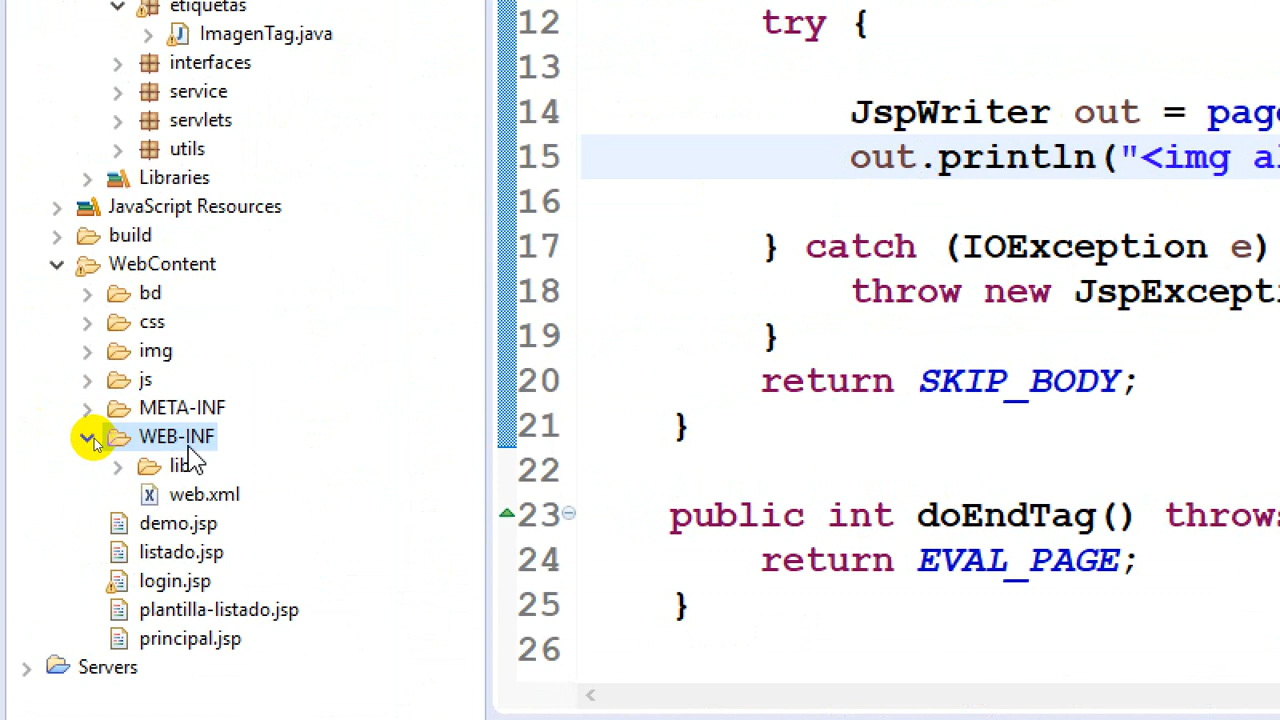 etiquetas
ImagenTag.java
interfaces
service
servlets
utils
Libraries
JavaScript Resources
build
WebContent
bd
css
img
js
META-INF
WEB-INF
lib
web.xml
demo.jsp
listado.jsp
login.jsp
plantilla-listado.jsp
principal.jsp
Servers
12 try {
13
14 JspWriter out = page
15 out.println("<img al
16
17 } catch (IOException e)
18 throw new JspExcepti
19 }
20 return SKIP_BODY;
21 }
22
23 public int doEndTag() throws
24 return EVAL_PAGE;
25 }
26